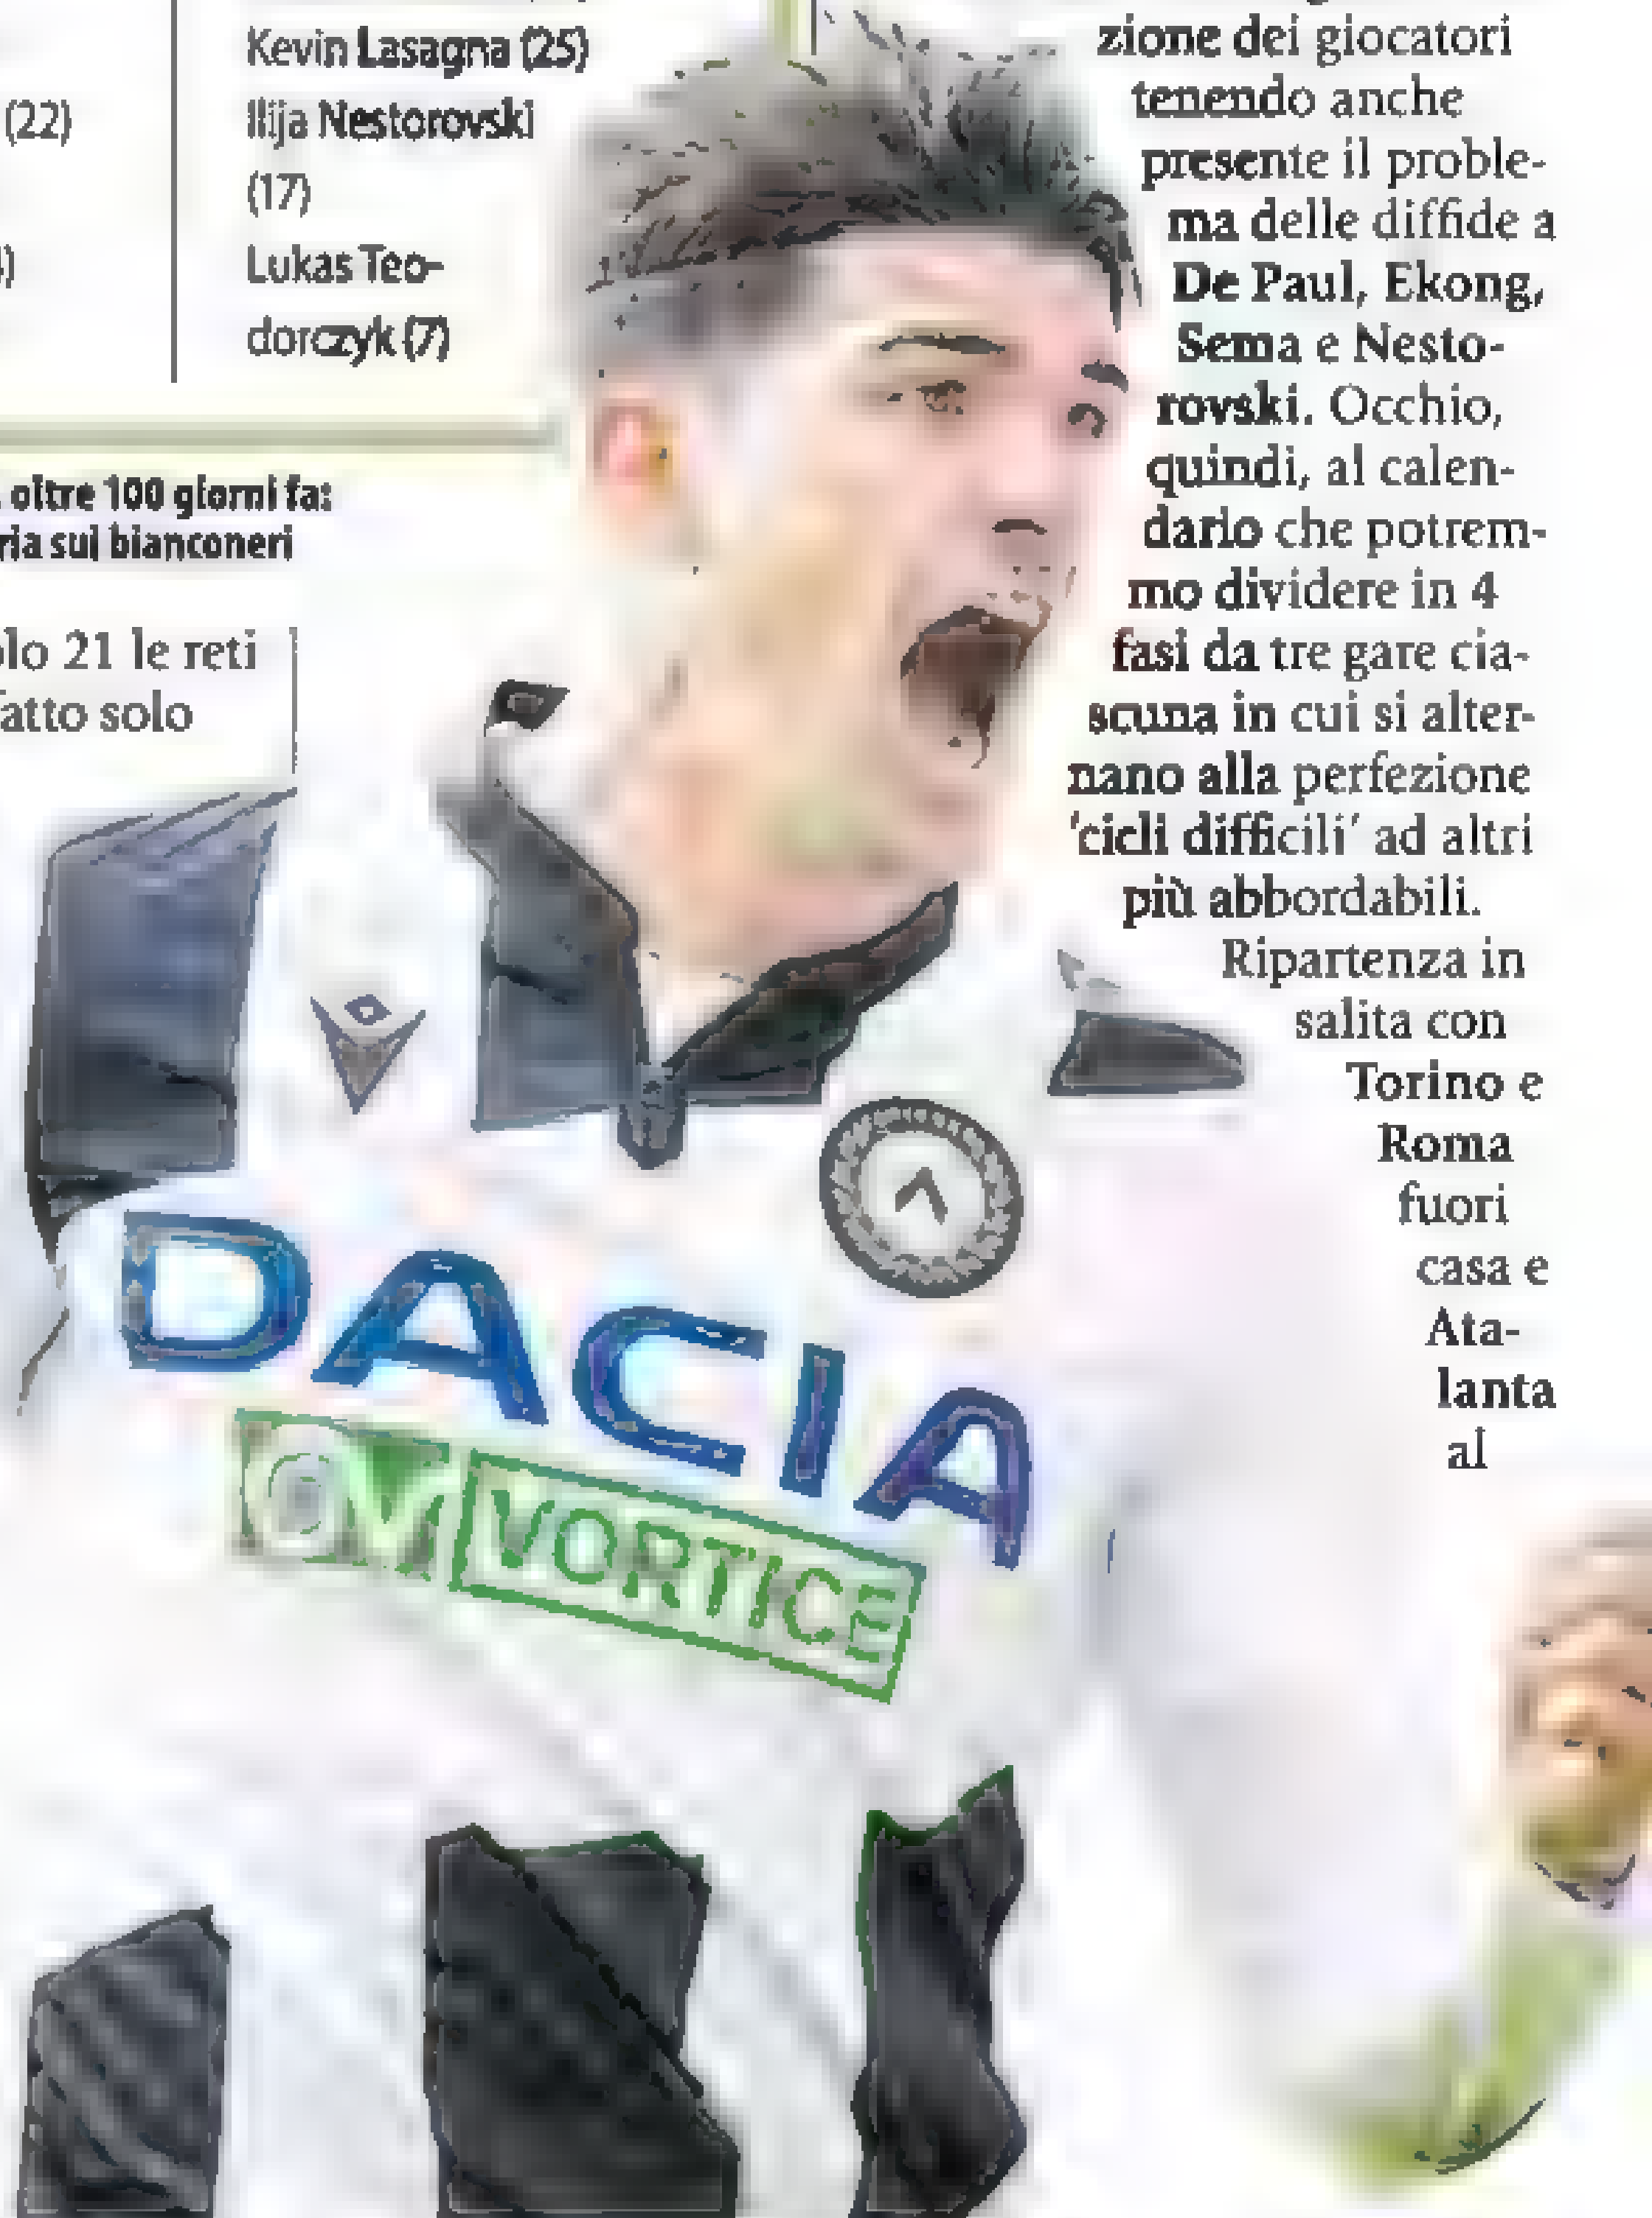 Kevin Lasagna (25)
(22)
Ilija Nestorovski
(17)
Lukas Teo-
dorczyk (7)
oltre 100 giorni fa:
sui bianconeri
21 le reti
solo
zione dei giocatori
tenendo anche
presente il proble-
ma delle diffide a
De Paul, Ekong,
Sema e Nesto-
rovski. Occhio,
quindi, al calen-
dario che potrem-
mo dividere in 4
fasi da tre gare cia-
scuna in cui si alter-
nano alla perfezione
'cicli difficili' ad altri
più abbordabili.
Ripartenza in
salita con
Torino e
Roma
fuori
casa e
Ata-
lanta
al
DACIA
VORTICE